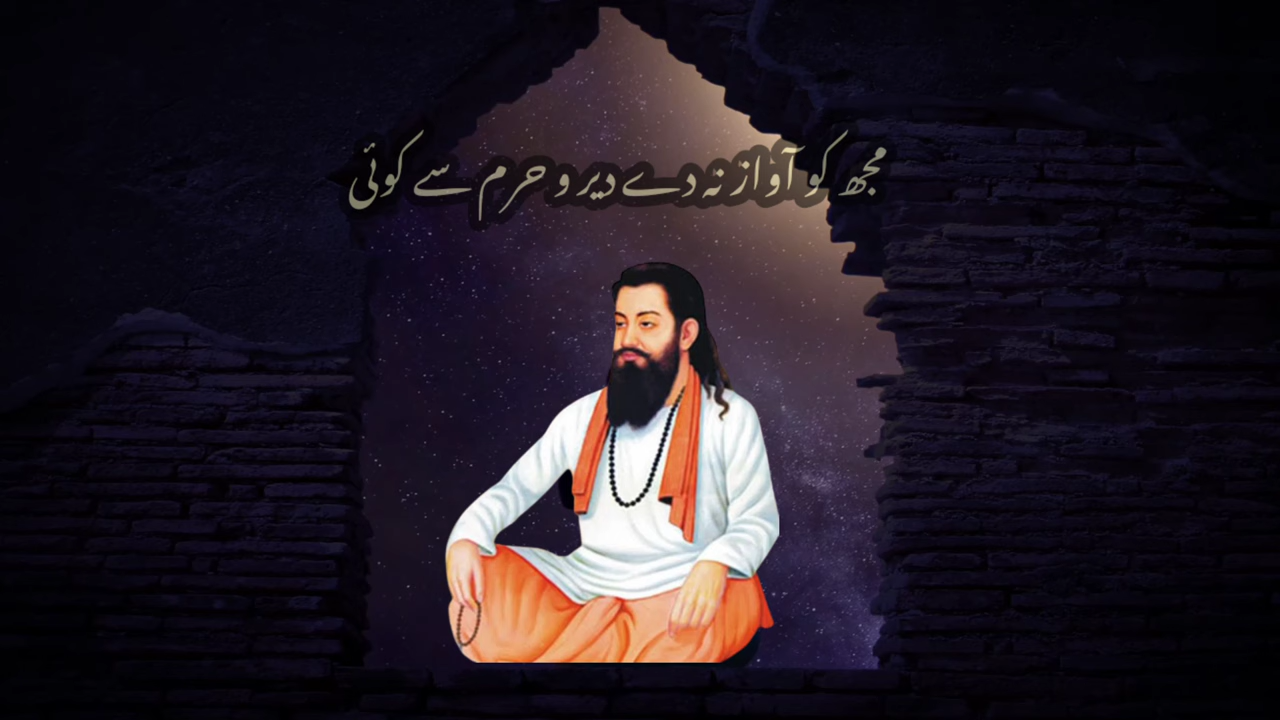 مجھ کو آواز نہ دے دیر و حرم سے کوئی